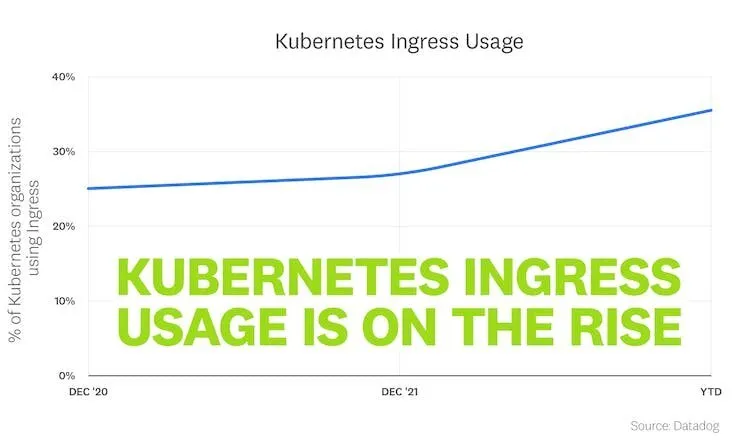 Kubernetes Ingress Usage
% of Kubernetes organizations
using Ingress
40%
30%
20%
10%
0%
KUBERNETES INGRESS
USAGE IS ON THE RISE
DEC '20
DEC '21
YTD
Source: Datadog